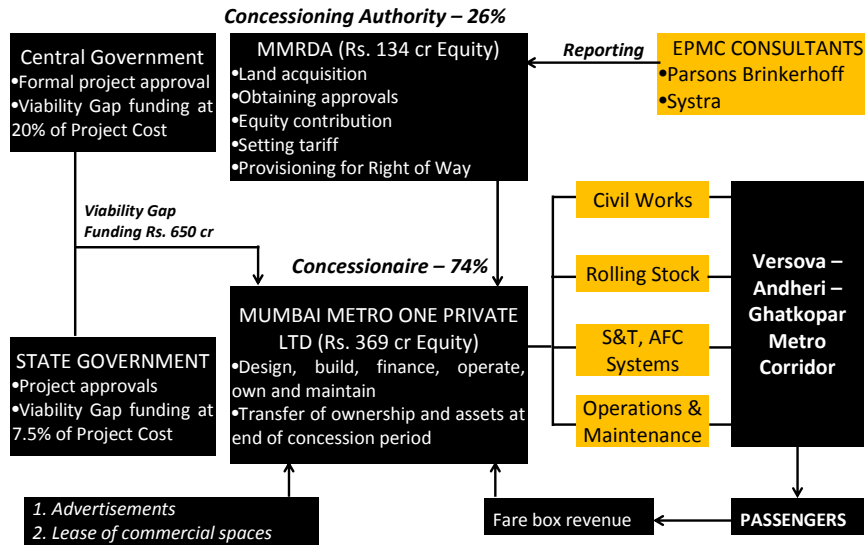 Concessioning Authority – 26%
Central Government
•Formal project approval
•Viability Gap funding at
20% of Project Cost
MMRDA (Rs. 134 cr Equity)
•Land acquisition
•Obtaining approvals
•Equity contribution
•Setting tariff
•Provisioning for Right of Way
Reporting
EPMC CONSULTANTS
•Parsons Brinkerhoff
•Systra
Viability Gap
Funding Rs. 650 cr
Concessionaire – 74%
STATE GOVERNMENT
•Project approvals
•Viability Gap funding at
7.5% of Project Cost
MUMBAI METRO ONE PRIVATE
LTD (Rs. 369 cr Equity)
•Design, build, finance, operate,
own and maintain
•Transfer of ownership and assets at
end of concession period
Civil Works
Rolling Stock
S&T, AFC
Systems
Operations &
Maintenance
Versova –
Andheri –
Ghatkopar
Metro
Corridor
1. Advertisements
2. Lease of commercial spaces
Fare box revenue
PASSENGERS